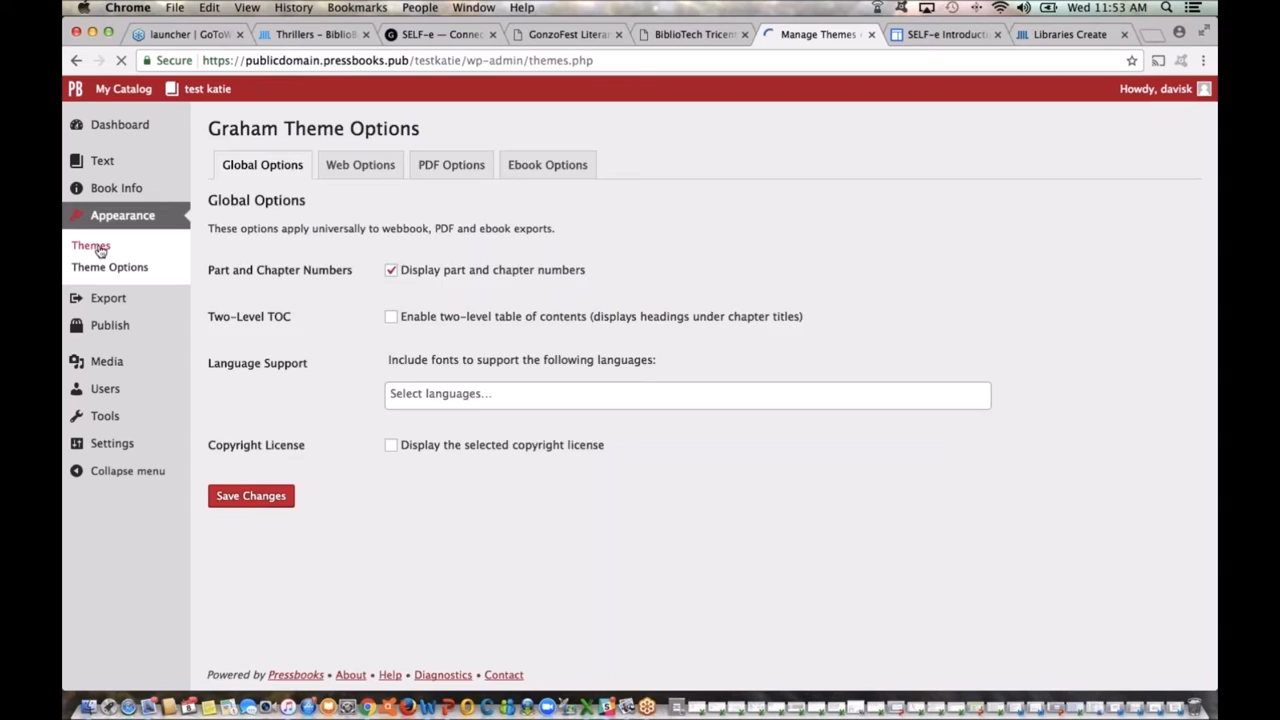 Chrome File Edit View History Bookmarks People Window Help Wed 11:53 AM
launcher | GoToW Thrillers - BiblioB SELF-e — Connec GonzoFest Litera BiblioTech Tricent Manage Themes SELF-e Introducti Libraries Create
Secure https://publicdomain.pressbooks.pub/testkatie/wp-admin/themes.php
PB My Catalog test katie Howdy, davisk
Dashboard
Text
Book Info
Appearance
Themes
Theme Options
Export
Publish
Media
Users
Tools
Settings
Collapse menu
Graham Theme Options
Global Options Web Options PDF Options Ebook Options
Global Options
These options apply universally to webbook, PDF and ebook exports.
Part and Chapter Numbers Display part and chapter numbers
Two-Level TOC Enable two-level table of contents (displays headings under chapter titles)
Language Support Include fonts to support the following languages:
Select languages...
Copyright License Display the selected copyright license
Save Changes
Powered by Pressbooks • About • Help • Diagnostics • Contact